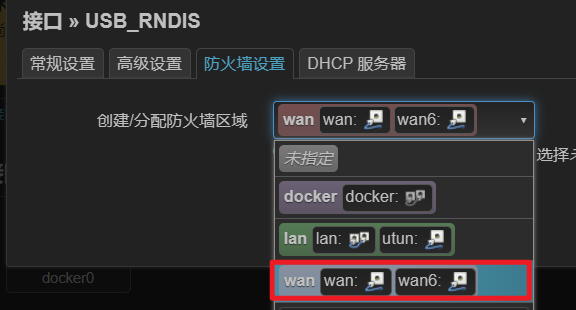 接口 » USB_RNDIS
常规设置 高级设置 防火墙设置 DHCP 服务器
创建/分配防火墙区域 wan wan: wan6:
未指定
选择未
docker docker:
lan lan: utun:
wan wan: wan6:
docker0